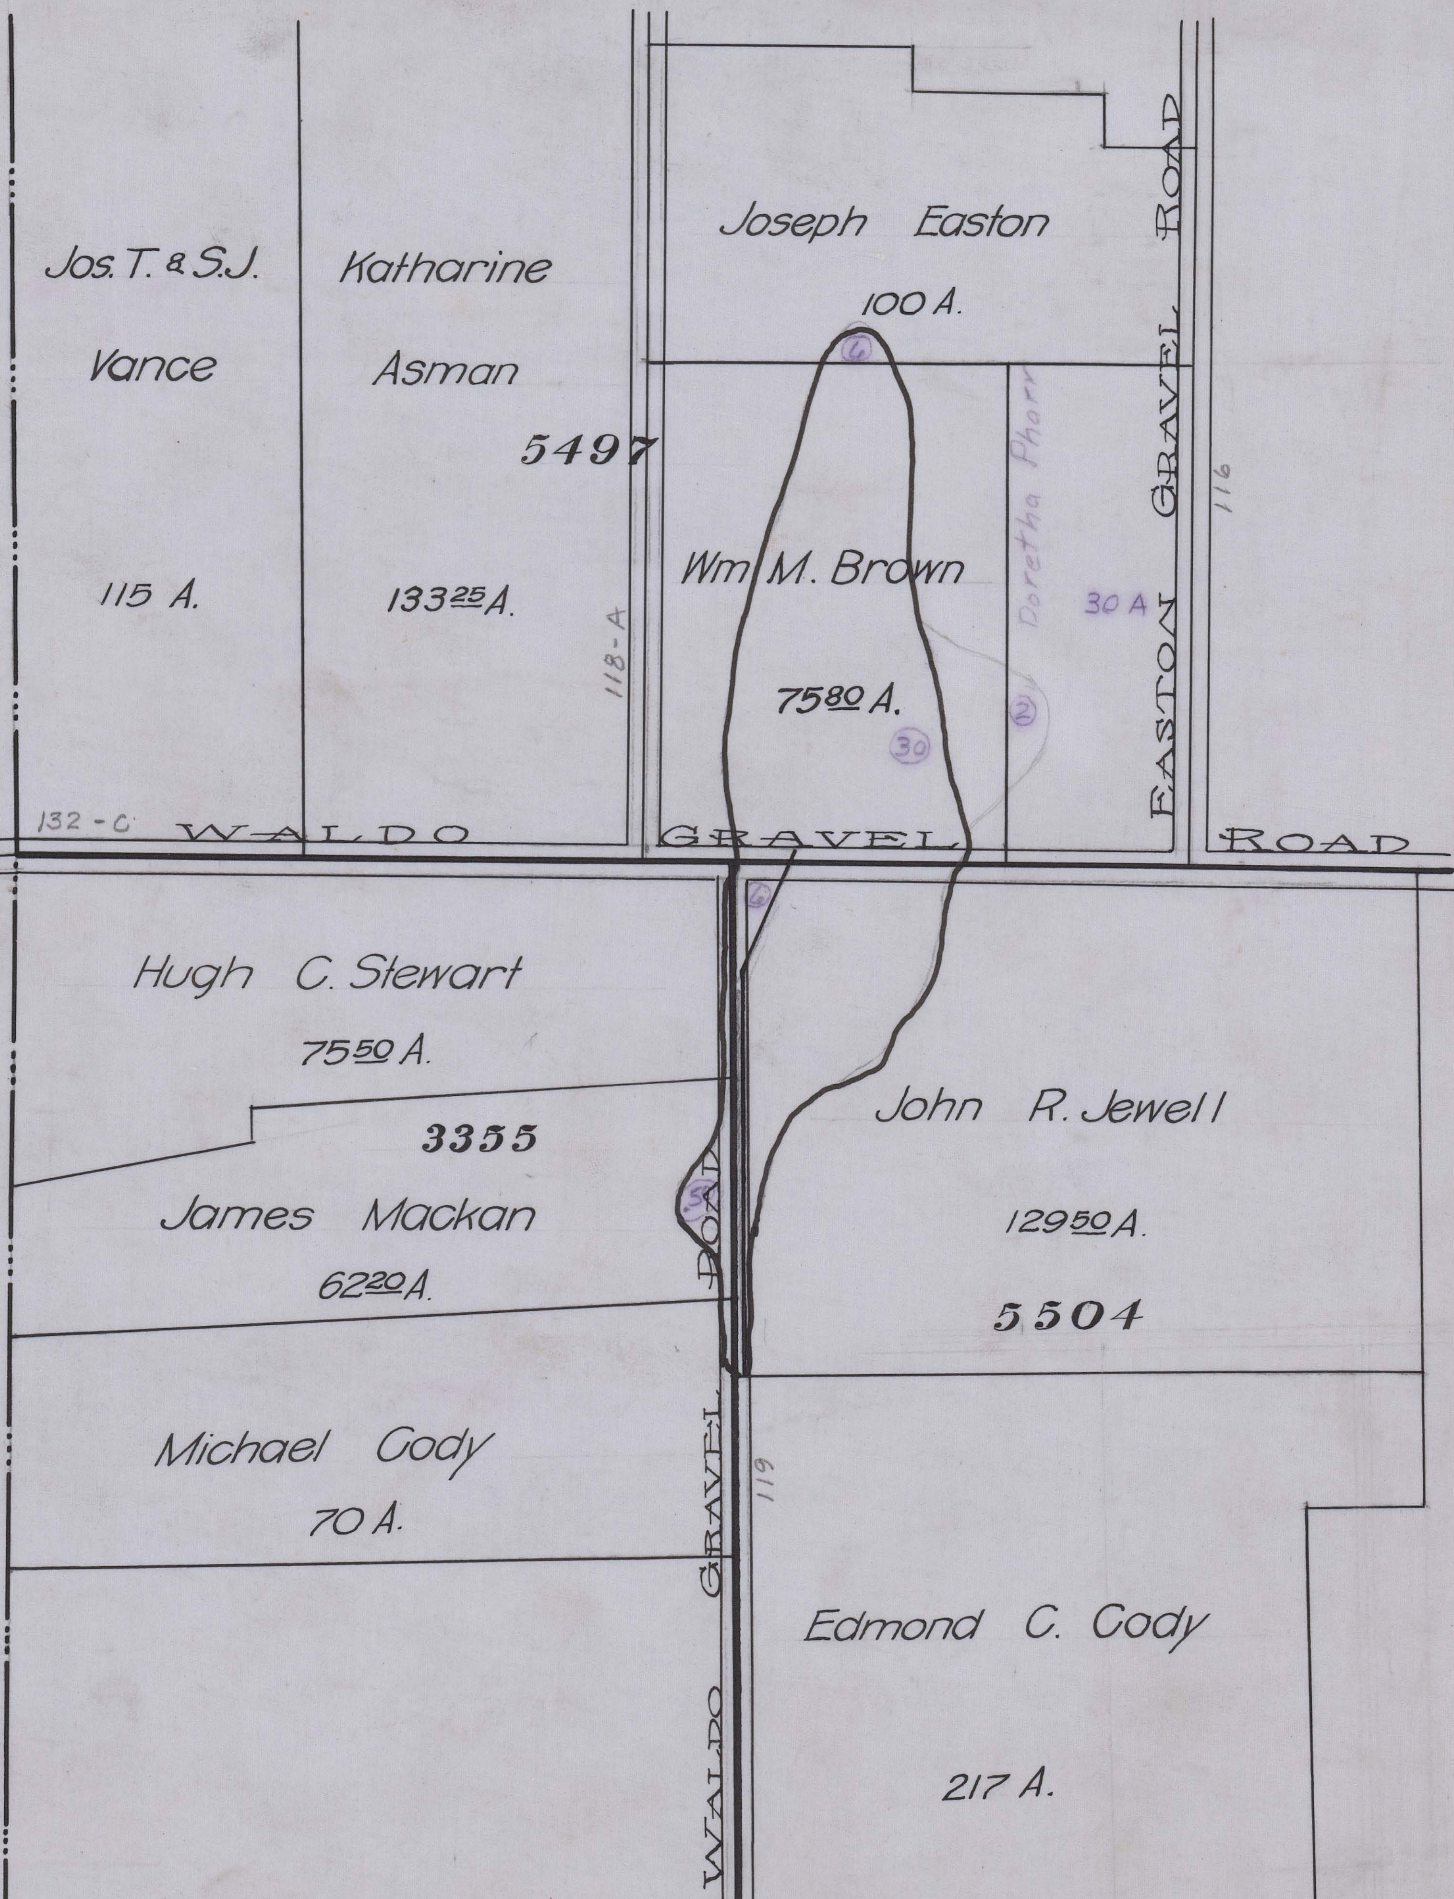 Jos. T. & S.J.
Vance
115 A.
Katharine
Asman
5497
133 25 A.
118-A
Joseph Easton
100 A.
6
Wm M. Brown
75 80 A.
30
Doretha Pharr
30 A
2
EASTON GRAVEL ROAD
116
132-C
WALDO GRAVEL ROAD
6
Hugh C. Stewart
75 50 A.
3355
James Mackan
62 20 A.
.5
John R. Jewell
129 50 A.
5504
Michael Cody
70 A.
WALDO GRAVEL ROAD
119
Edmond C. Cody
217 A.